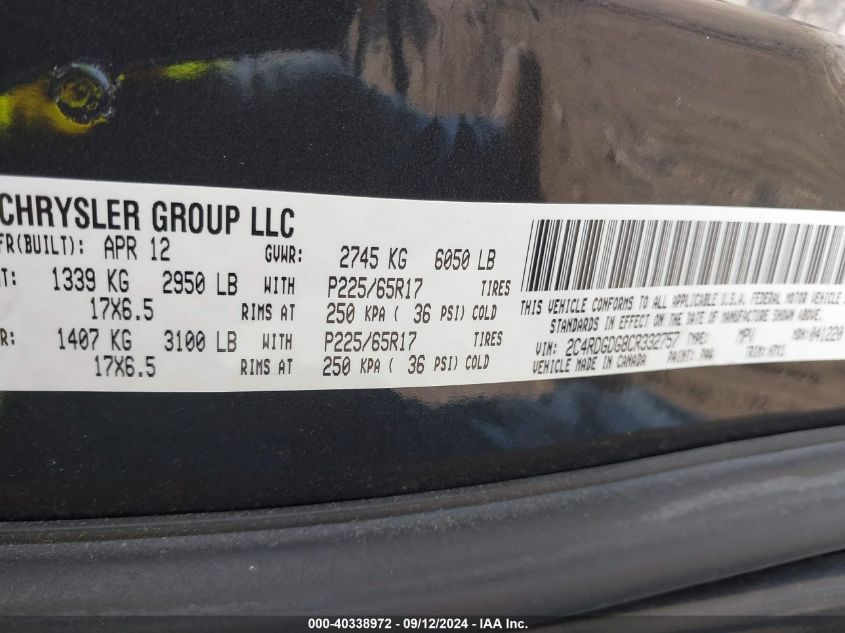 CHRYSLER GROUP LLC
FR(BUILT): APR 12 GVWR: 2745 KG 6050 LB
T: 1339 KG 2950 LB WITH P225/65R17 TIRES
17X6.5 RIMS AT 250 KPA ( 36 PSI) COLD
R: 1407 KG 3100 LB WITH P225/65R17 TIRES
17X6.5 RIMS AT 250 KPA ( 36 PSI) COLD
THIS VEHICLE CONFORMS TO ALL APPLICABLE U.S.A. FEDERAL MOTOR VEHICLE
STANDARDS IN EFFECT ON THE DATE OF MANUFACTURE SHOWN ABOVE.
VIN: 2C4RDGDG8CR332757 TYPE: MPV MDH: 041220
VEHICLE MADE IN CANADA PAINT: TRIM:
000-40338972 - 09/12/2024 - IAA Inc.